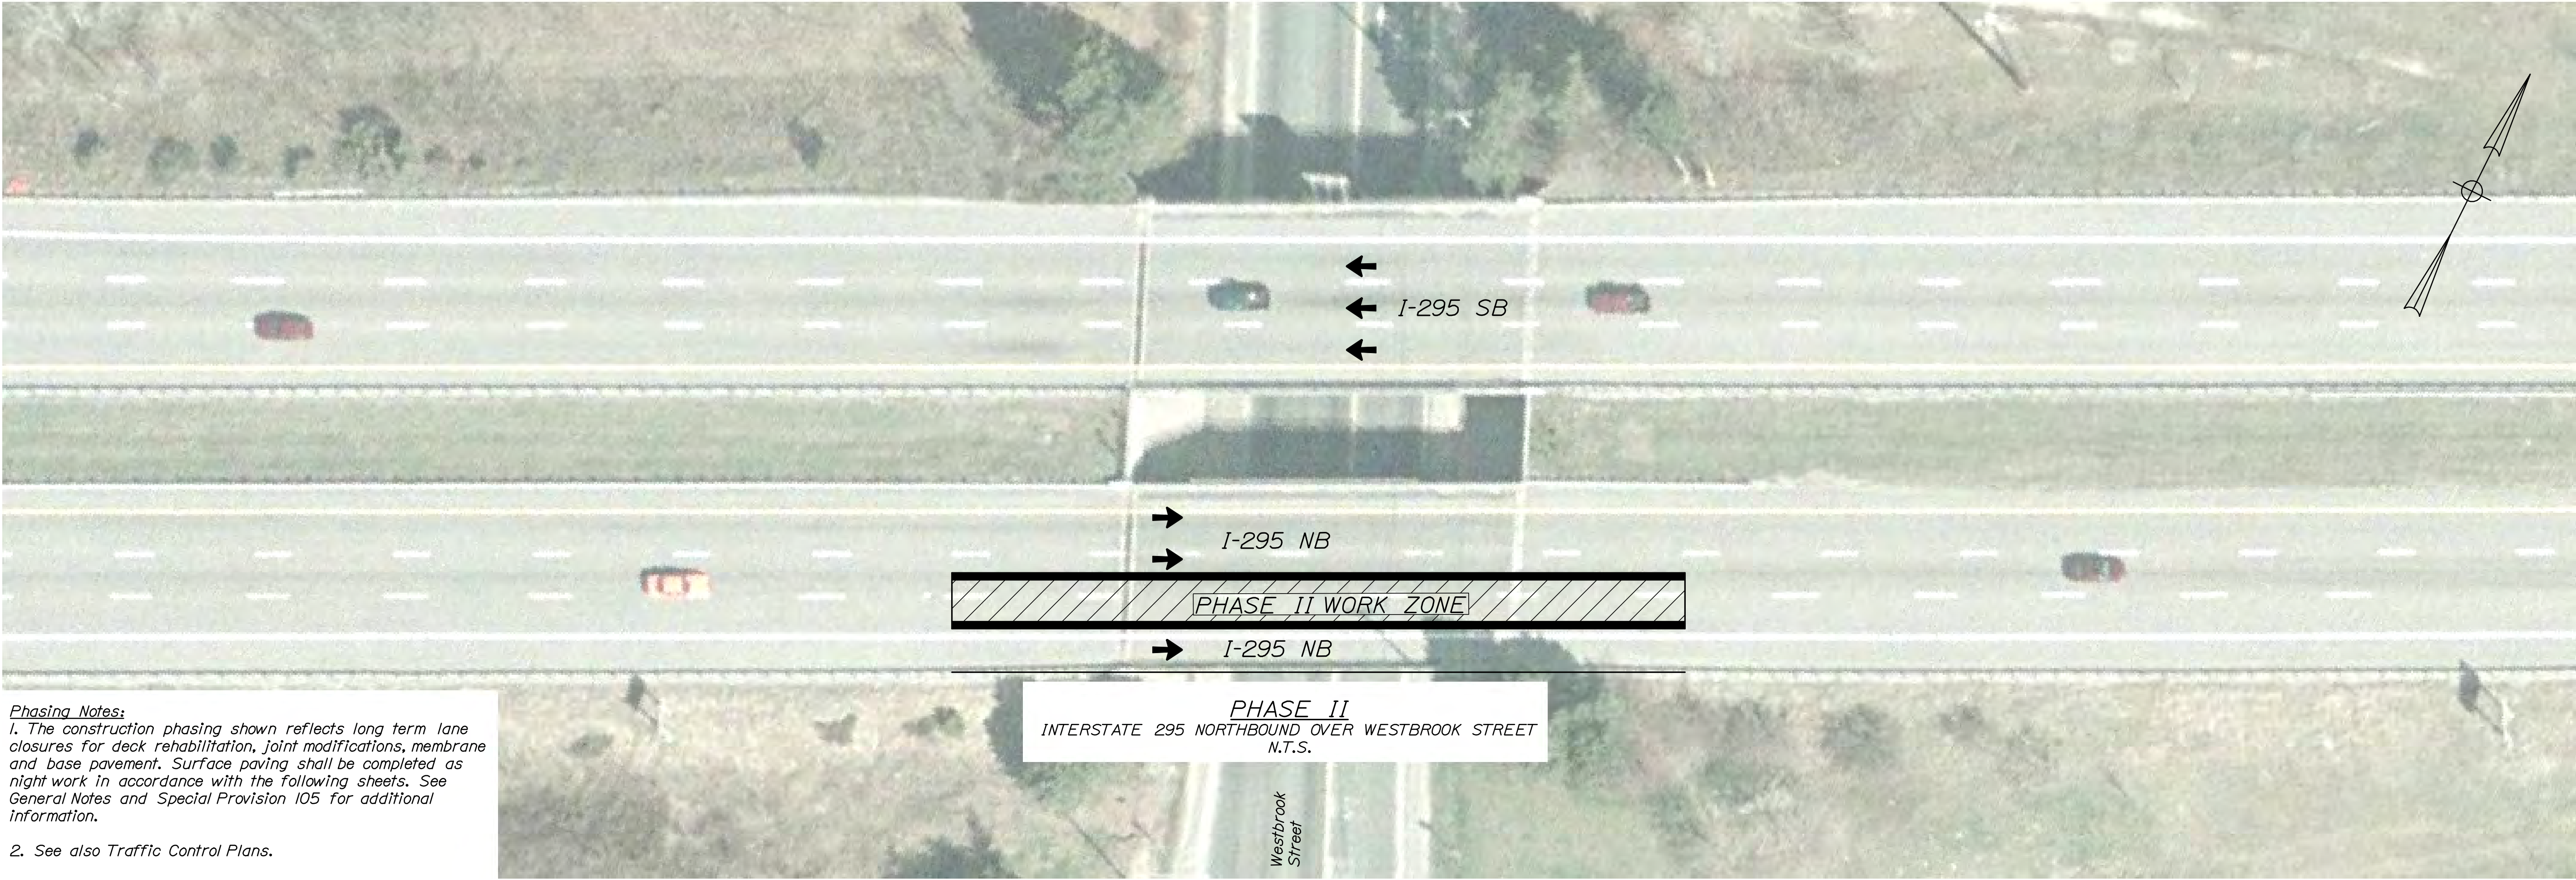 I-295 SB
I-295 NB
PHASE II WORK ZONE
I-295 NB
PHASE II
INTERSTATE 295 NORTHBOUND OVER WESTBROOK STREET
N.T.S.
Westbrook
Street
Phasing Notes:
1. The construction phasing shown reflects long term lane
closures for deck rehabilitation, joint modifications, membrane
and base pavement. Surface paving shall be completed as
night work in accordance with the following sheets. See
General Notes and Special Provision 105 for additional
information.
2. See also Traffic Control Plans.